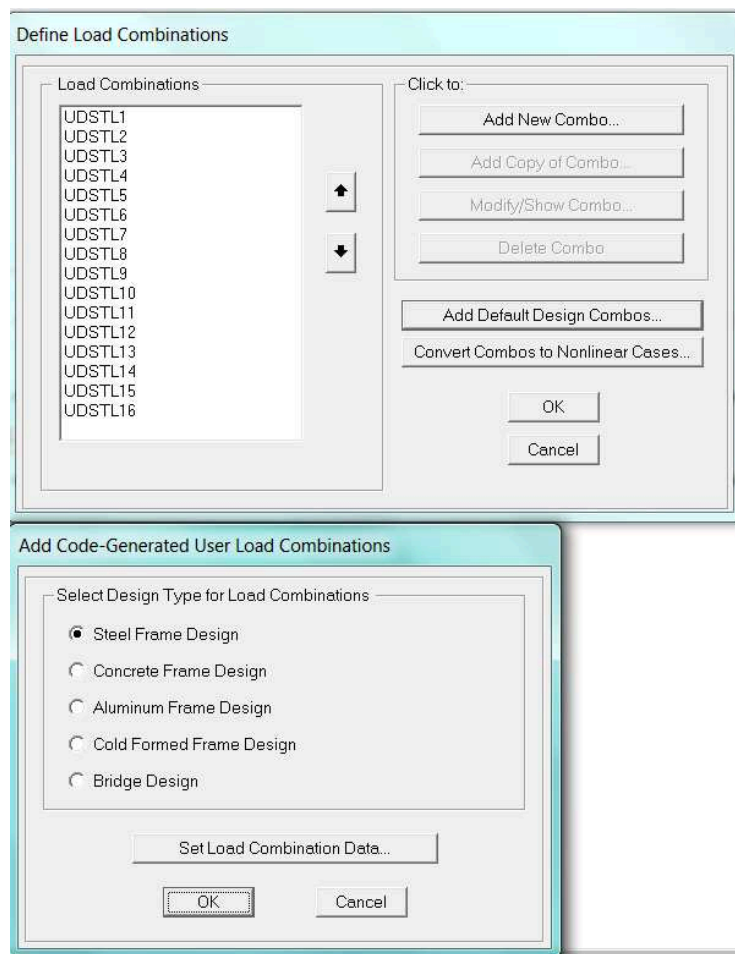 Define Load Combinations
Load Combinations
UDSTL1
UDSTL2
UDSTL3
UDSTL4
UDSTL5
UDSTL6
UDSTL7
UDSTL8
UDSTL9
UDSTL10
UDSTL11
UDSTL12
UDSTL13
UDSTL14
UDSTL15
UDSTL16
Click to:
Add New Combo...
Add Copy of Combo...
Modify/Show Combo...
Delete Combo
Add Default Design Combos...
Convert Combos to Nonlinear Cases...
OK
Cancel
Add Code-Generated User Load Combinations
Select Design Type for Load Combinations
Steel Frame Design
Concrete Frame Design
Aluminum Frame Design
Cold Formed Frame Design
Bridge Design
Set Load Combination Data...
OK
Cancel